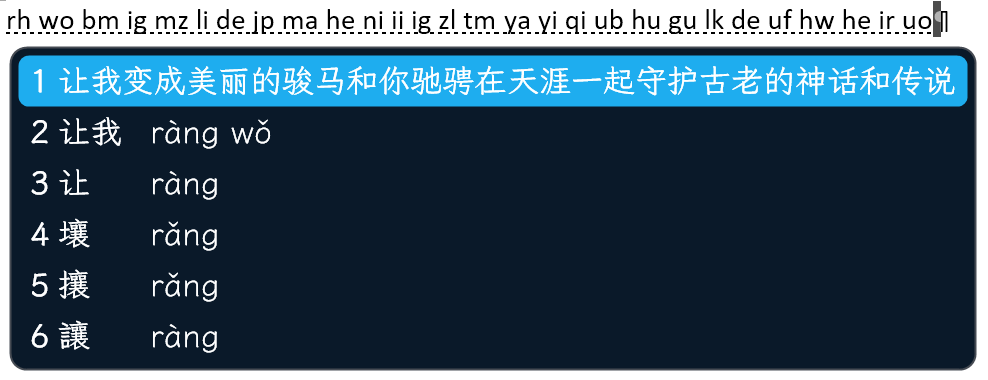 rh wo bm ig mz li de jp ma he ni ii ig zl tm ya yi qi ub hu gu lk de uf hw he ir uo¶
1 让我变成美丽的骏马和你驰骋在天涯一起守护古老的神话和传说
2 让我 ràng wǒ
3 让 ràng
4 壤 rǎng
5 攘 rǎng
6 讓 ràng